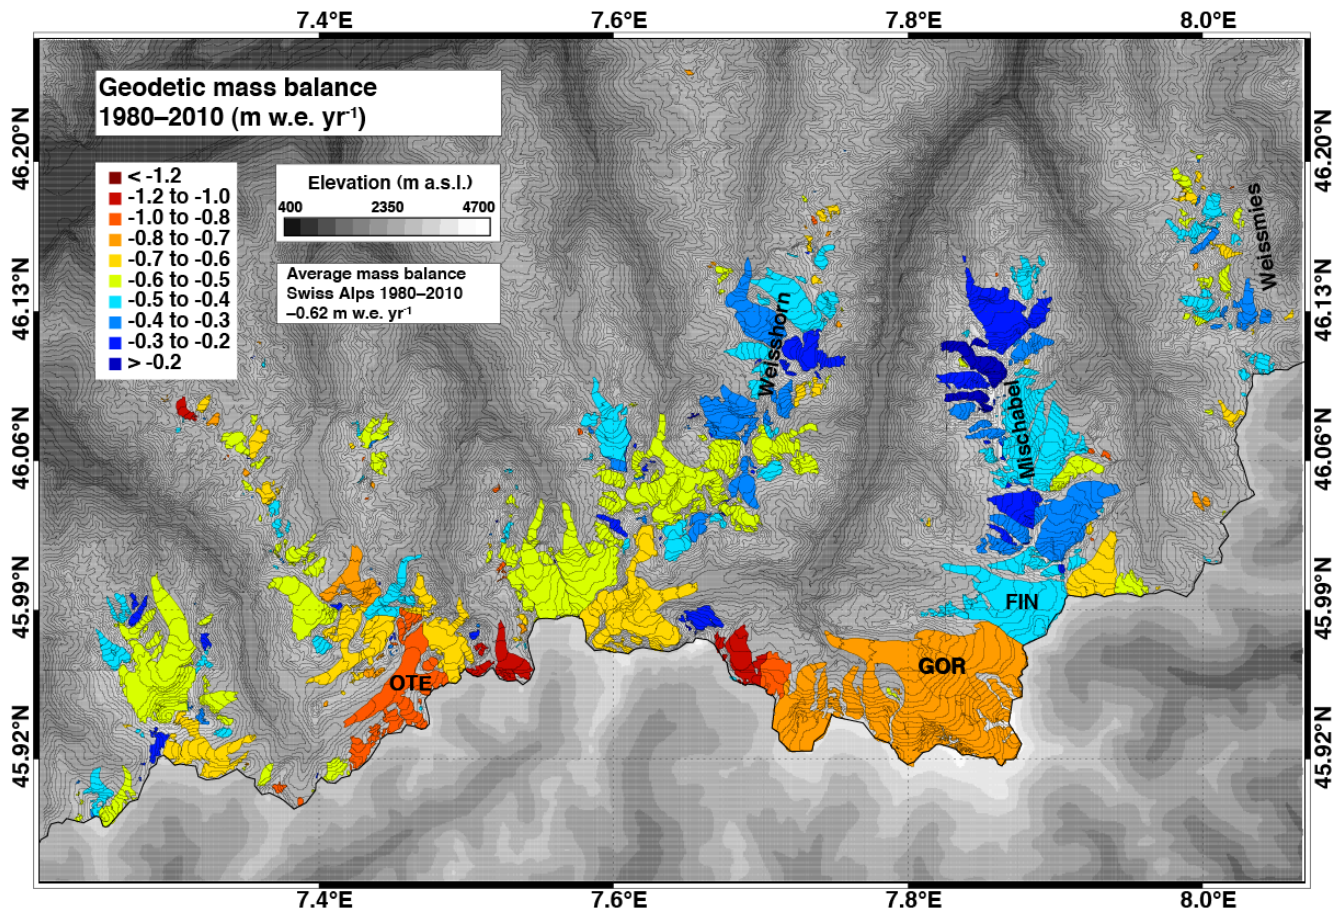 7.4°E 7.6°E 7.8°E 8.0°E
Geodetic mass balance
1980–2010 (m w.e. yr⁻¹)
< -1.2
-1.2 to -1.0
-1.0 to -0.8
-0.8 to -0.7
-0.7 to -0.6
-0.6 to -0.5
-0.5 to -0.4
-0.4 to -0.3
-0.3 to -0.2
> -0.2
Elevation (m a.s.l.)
400 2350 4700
Average mass balance
Swiss Alps 1980–2010
–0.62 m w.e. yr⁻¹
46.20°N
46.13°N
46.06°N
45.99°N
45.92°N
Weisshorn
Mischabel
Weissmies
FIN
GOR
OTE
46.20°N
46.13°N
46.06°N
45.99°N
45.92°N
7.4°E 7.6°E 7.8°E 8.0°E